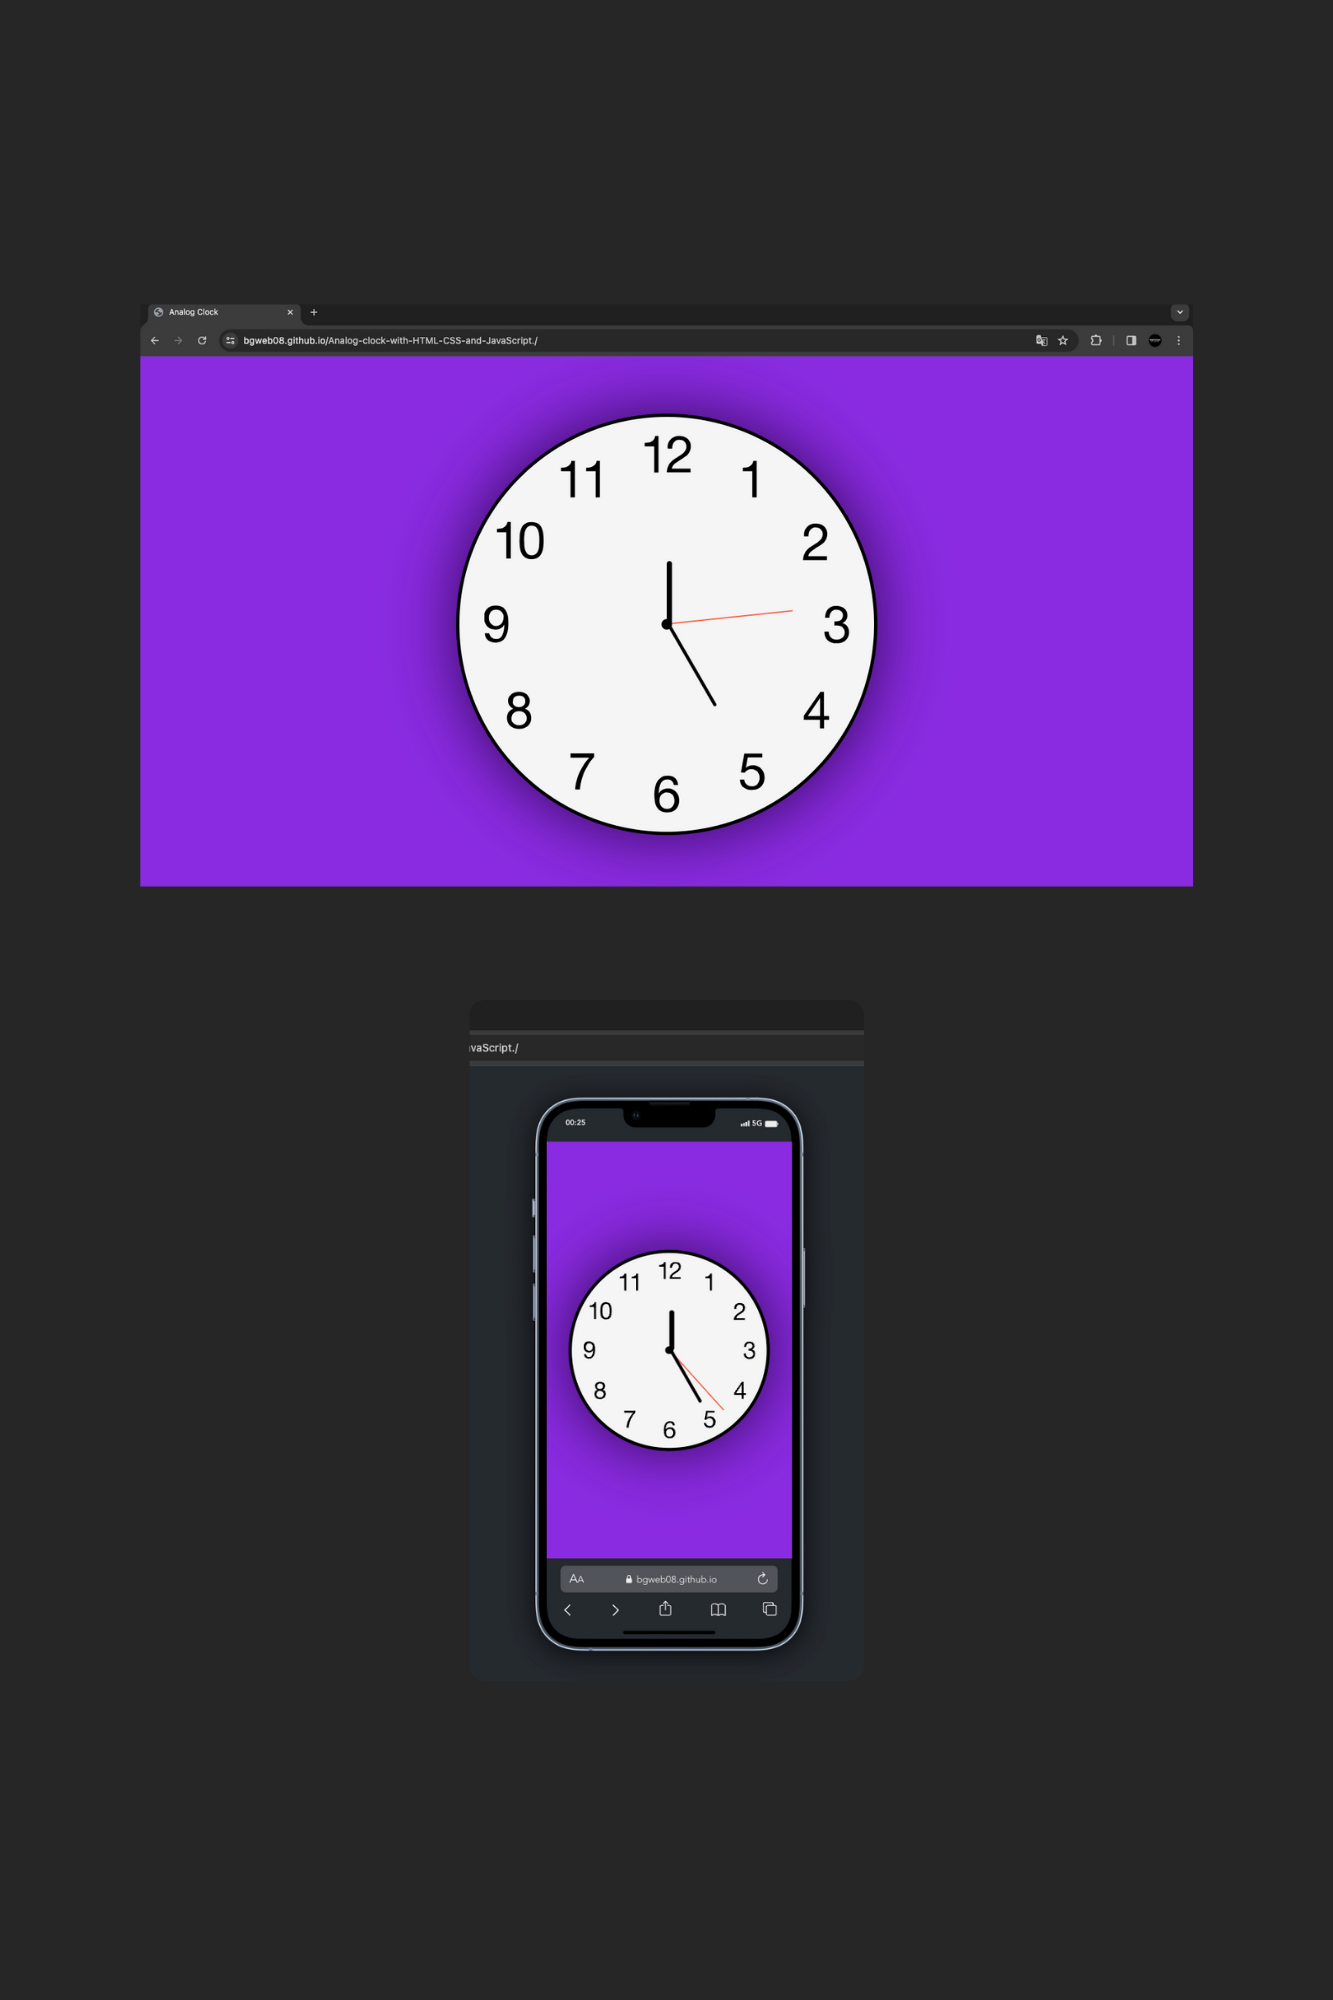 Analog Clock
bgweb08.github.io/Analog-clock-with-HTML-CSS-and-JavaScript./
12
11 1
10 2
9 3
8 4
7 5
6
vaScript./
00:25 5G
12
11 1
10 2
9 3
8 4
7 5
6
AA bgweb08.github.io